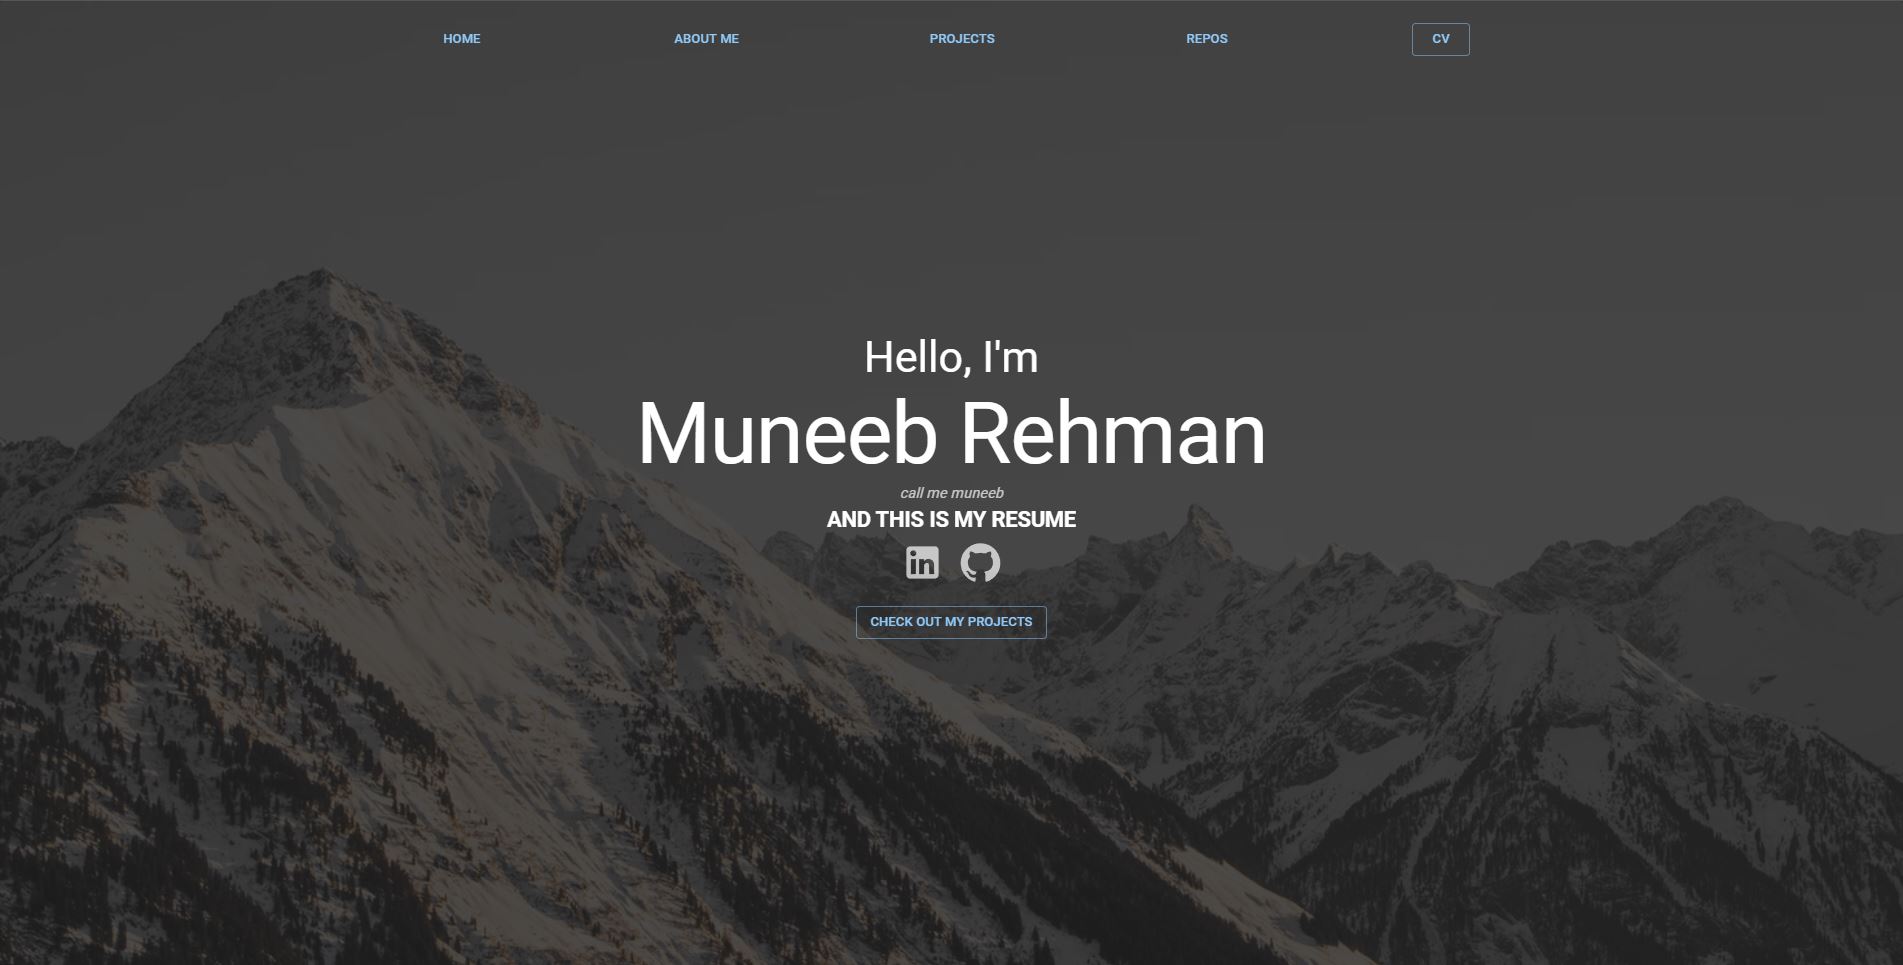 HOME ABOUT ME PROJECTS REPOS CV
Hello, I'm
Muneeb Rehman
call me muneeb
AND THIS IS MY RESUME
in
CHECK OUT MY PROJECTS